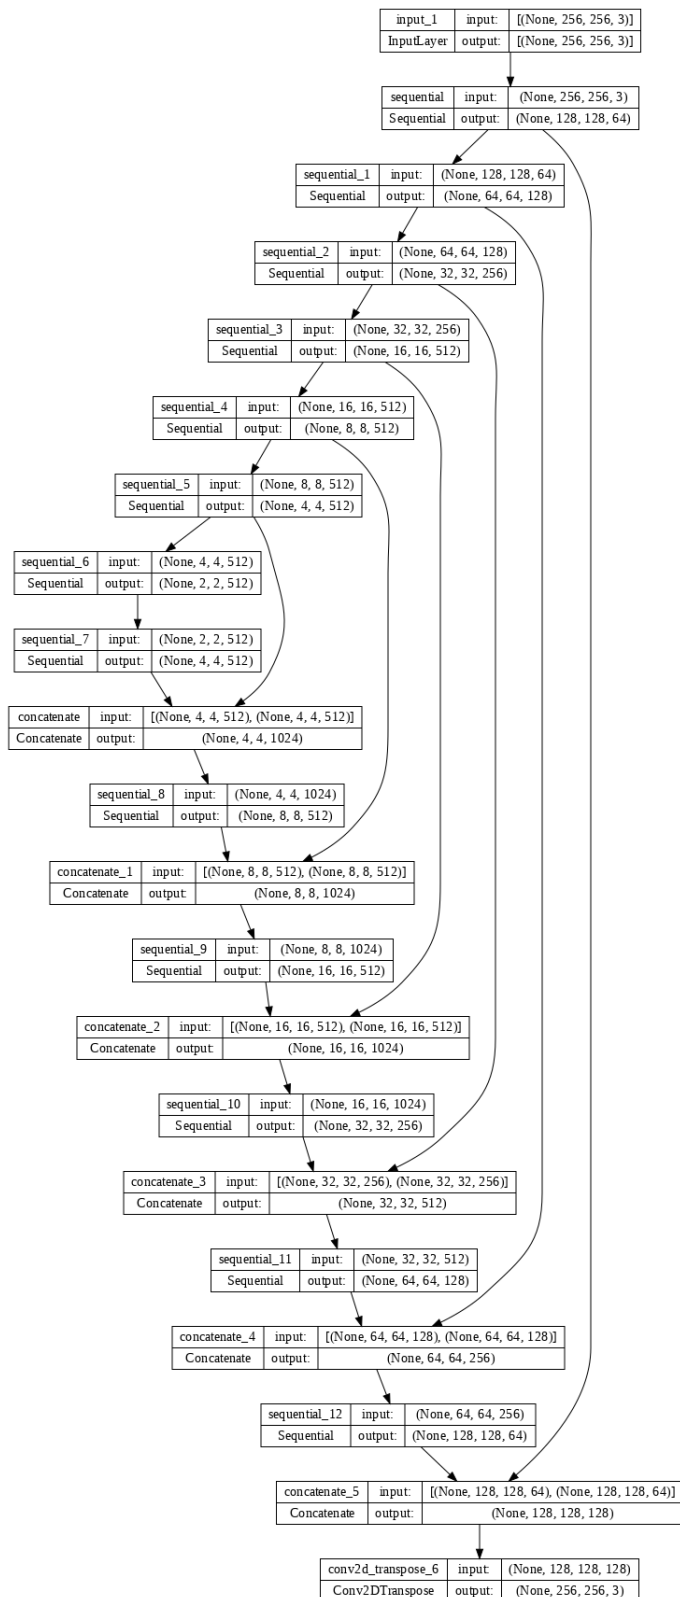 input_1 input: [(None, 256, 256, 3)]
InputLayer output: [(None, 256, 256, 3)]
sequential input: (None, 256, 256, 3)
Sequential output: (None, 128, 128, 64)
sequential_1 input: (None, 128, 128, 64)
Sequential output: (None, 64, 64, 128)
sequential_2 input: (None, 64, 64, 128)
Sequential output: (None, 32, 32, 256)
sequential_3 input: (None, 32, 32, 256)
Sequential output: (None, 16, 16, 512)
sequential_4 input: (None, 16, 16, 512)
Sequential output: (None, 8, 8, 512)
sequential_5 input: (None, 8, 8, 512)
Sequential output: (None, 4, 4, 512)
sequential_6 input: (None, 4, 4, 512)
Sequential output: (None, 2, 2, 512)
sequential_7 input: (None, 2, 2, 512)
Sequential output: (None, 4, 4, 512)
concatenate input: [(None, 4, 4, 512), (None, 4, 4, 512)]
Concatenate output: (None, 4, 4, 1024)
sequential_8 input: (None, 4, 4, 1024)
Sequential output: (None, 8, 8, 512)
concatenate_1 input: [(None, 8, 8, 512), (None, 8, 8, 512)]
Concatenate output: (None, 8, 8, 1024)
sequential_9 input: (None, 8, 8, 1024)
Sequential output: (None, 16, 16, 512)
concatenate_2 input: [(None, 16, 16, 512), (None, 16, 16, 512)]
Concatenate output: (None, 16, 16, 1024)
sequential_10 input: (None, 16, 16, 1024)
Sequential output: (None, 32, 32, 256)
concatenate_3 input: [(None, 32, 32, 256), (None, 32, 32, 256)]
Concatenate output: (None, 32, 32, 512)
sequential_11 input: (None, 32, 32, 512)
Sequential output: (None, 64, 64, 128)
concatenate_4 input: [(None, 64, 64, 128), (None, 64, 64, 128)]
Concatenate output: (None, 64, 64, 256)
sequential_12 input: (None, 64, 64, 256)
Sequential output: (None, 128, 128, 64)
concatenate_5 input: [(None, 128, 128, 64), (None, 128, 128, 64)]
Concatenate output: (None, 128, 128, 128)
conv2d_transpose_6 input: (None, 128, 128, 128)
Conv2DTranspose output: (None, 256, 256, 3)